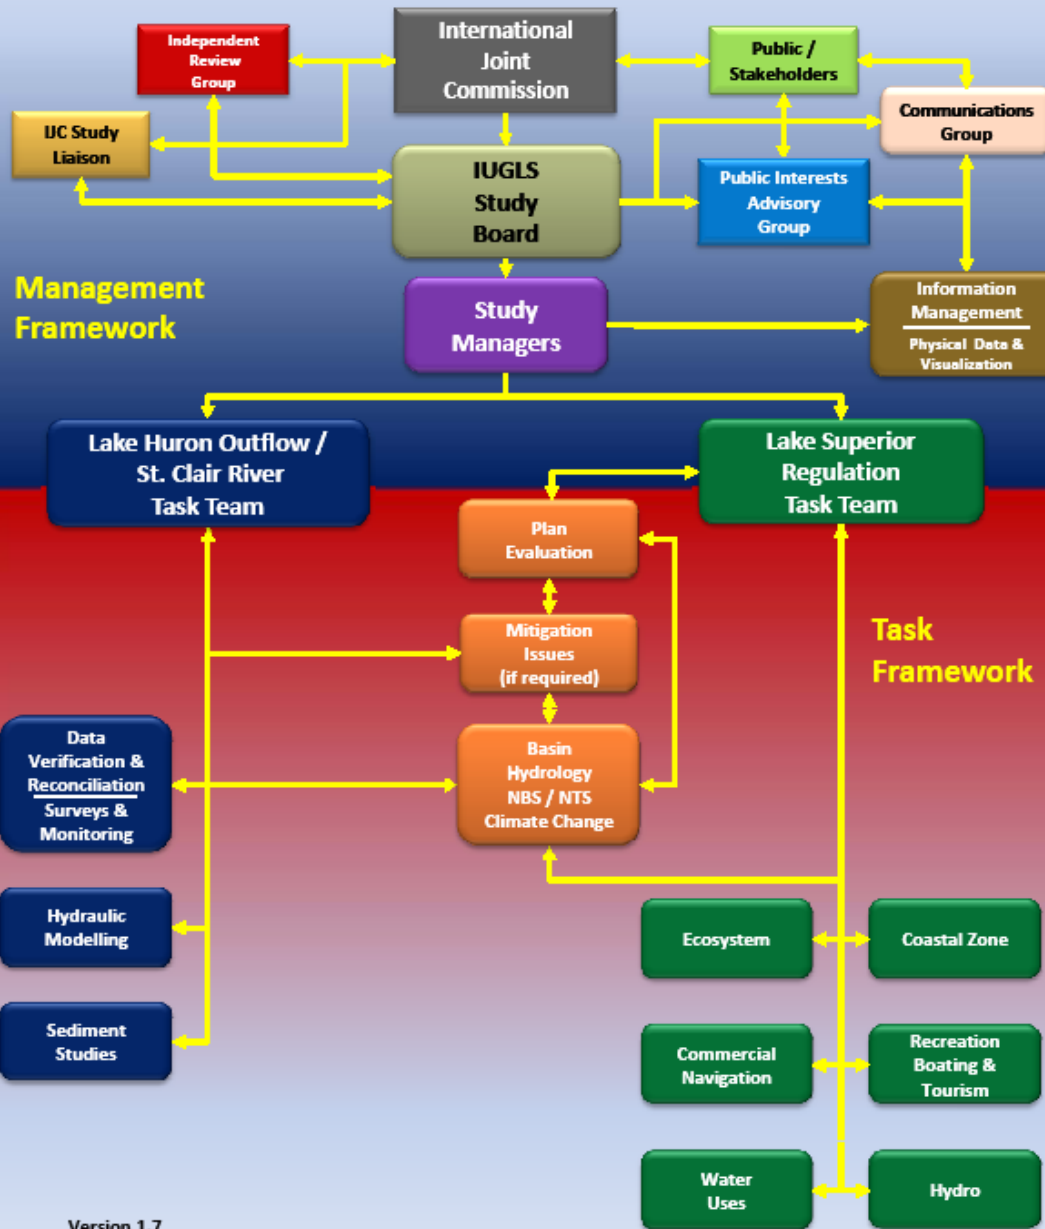 International
Joint
Commission
Independent
Review
Group
Public /
Stakeholders
Communications
Group
IJC Study
Liaison
IUGLS
Study
Board
Public Interests
Advisory
Group
Management
Framework
Study
Managers
Information
Management
Physical Data &
Visualization
Lake Huron Outflow /
St. Clair River
Task Team
Lake Superior
Regulation
Task Team
Plan
Evaluation
Mitigation
Issues
(if required)
Task
Framework
Data
Verification &
Reconciliation
Surveys &
Monitoring
Basin
Hydrology
NBS / NTS
Climate Change
Hydraulic
Modelling
Ecosystem
Coastal Zone
Sediment
Studies
Commercial
Navigation
Recreation
Boating &
Tourism
Water
Uses
Hydro
Version 1.7